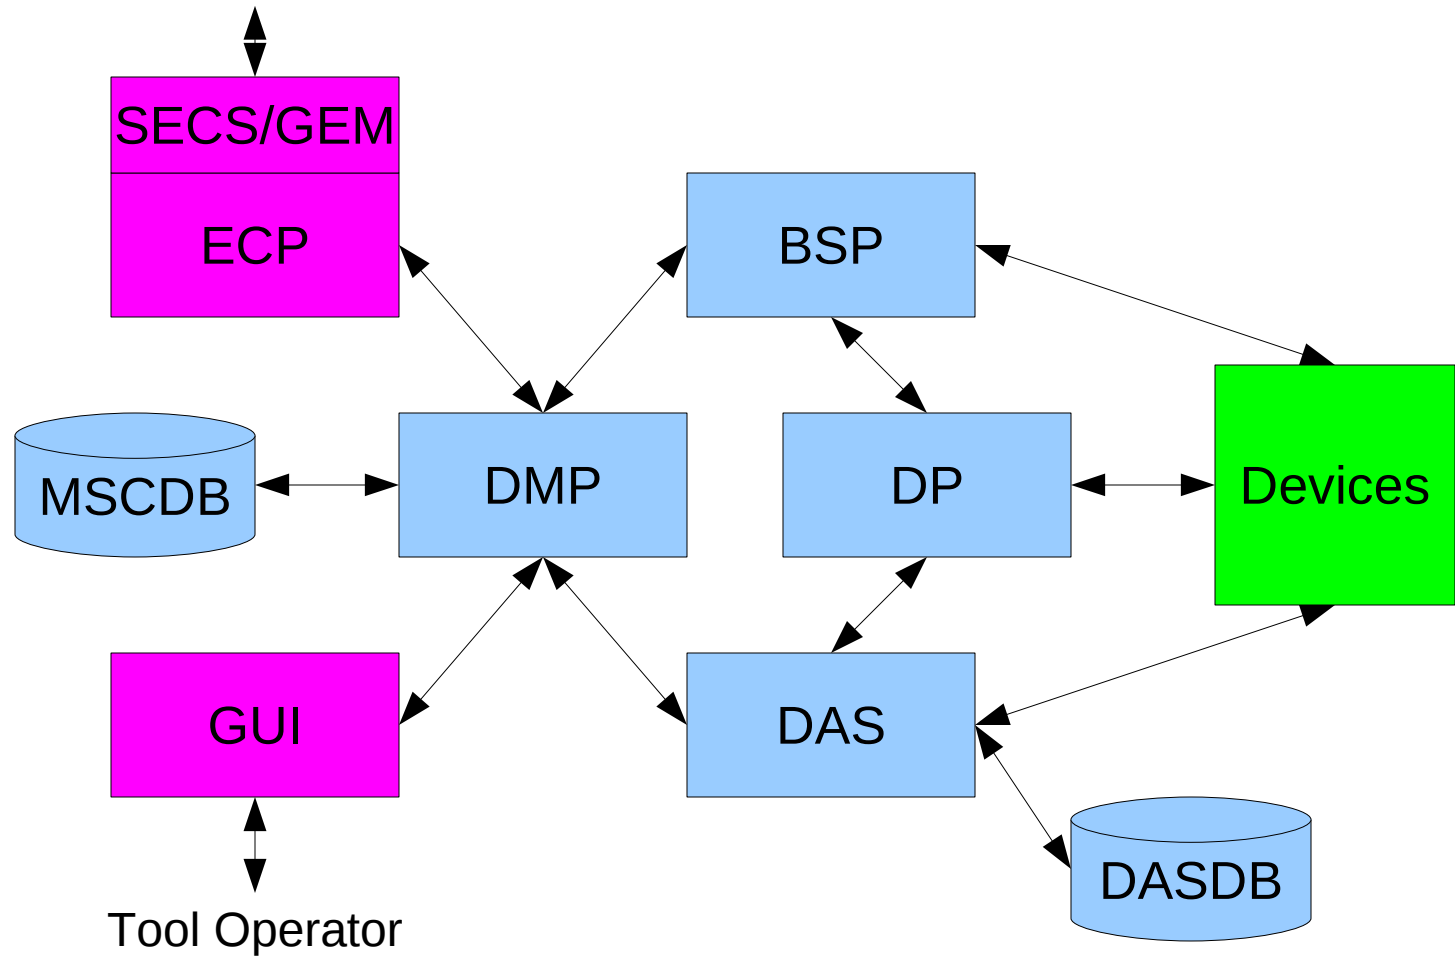 SECS/GEM
ECP
BSP
MSCDB
DMP
DP
Devices
GUI
DAS
DASDB
Tool Operator